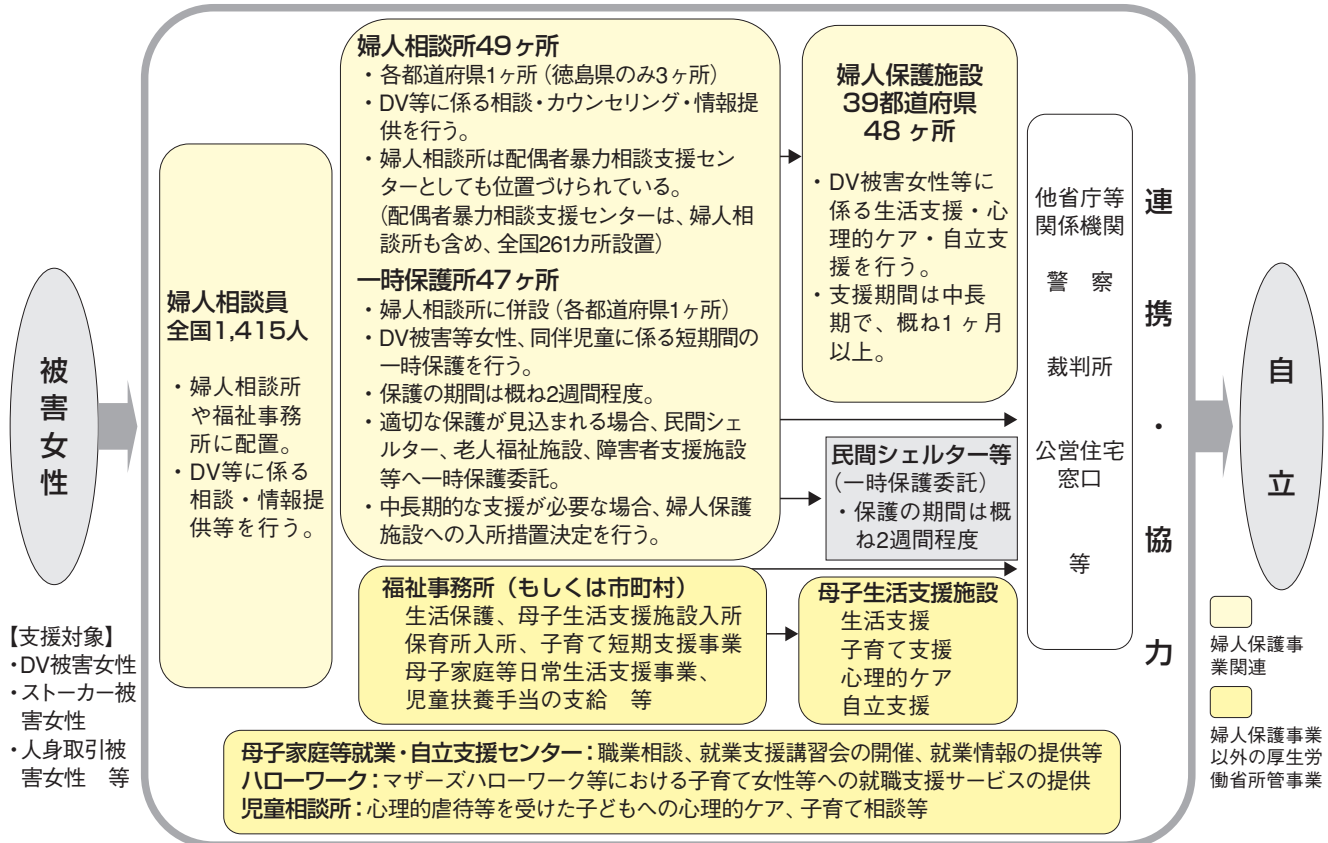 被害女性
【支援対象】
・DV被害女性
・ストーカー被
害女性
・人身取引被
害女性　等
婦人相談員
全国1,415人
・婦人相談所
や福祉事務
所に配置。
・DV等に係る
相談・情報提
供等を行う。
婦人相談所49ヶ所
・各都道府県1ヶ所（徳島県のみ3ヶ所）
・DV等に係る相談・カウンセリング・情報提
供を行う。
・婦人相談所は配偶者暴力相談支援セン
ターとしても位置づけられている。
（配偶者暴力相談支援センターは、婦人相
談所も含め、全国261カ所設置）
一時保護所47ヶ所
・婦人相談所に併設（各都道府県1ヶ所）
・DV被害等女性、同伴児童に係る短期間の
一時保護を行う。
・保護の期間は概ね2週間程度。
・適切な保護が見込まれる場合、民間シェ
ルター、老人福祉施設、障害者支援施設
等へ一時保護委託。
・中長期的な支援が必要な場合、婦人保護
施設への入所措置決定を行う。
婦人保護施設
39都道府県
48ヶ所
・DV被害女性等に
係る生活支援・心
理的ケア・自立支
援を行う。
・支援期間は中長
期で、概ね1ヶ月
以上。
民間シェルター等
（一時保護委託）
・保護の期間は概
ね2週間程度
福祉事務所（もしくは市町村）
生活保護、母子生活支援施設入所
保育所入所、子育て短期支援事業
母子家庭等日常生活支援事業、
児童扶養手当の支給　等
母子生活支援施設
生活支援
子育て支援
心理的ケア
自立支援
母子家庭等就業・自立支援センター：職業相談、就業支援講習会の開催、就業情報の提供等
ハローワーク：マザーズハローワーク等における子育て女性等への就職支援サービスの提供
児童相談所：心理的虐待等を受けた子どもへの心理的ケア、子育て相談等
他省庁等
関係機関
警　察
裁判所
公営住宅
窓口
等
連携・協力
自立
婦人保護事
業関連
婦人保護事業
以外の厚生労
働省所管事業